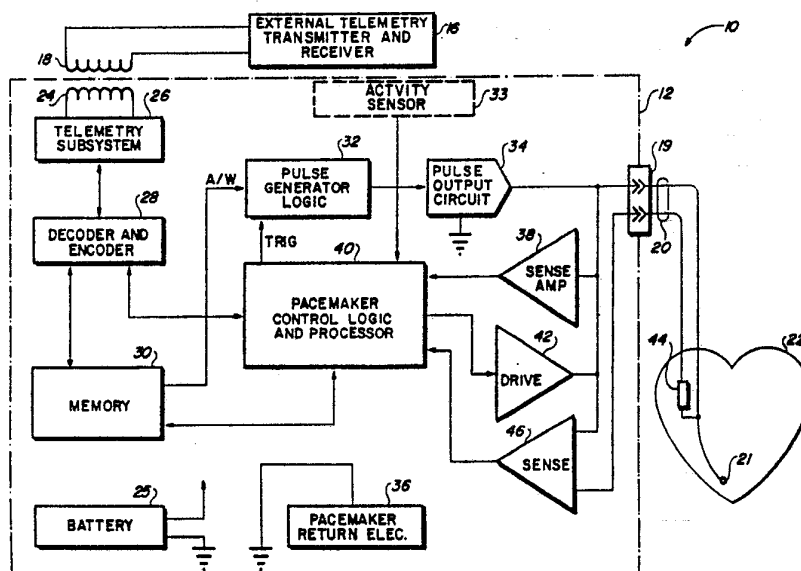 EXTERNAL TELEMETRY
TRANSMITTER AND
RECEIVER
16
10
18
24
26
ACTVITY
SENSOR
33
12
TELEMETRY
SUBSYSTEM
32
34
19
A/W
PULSE
GENERATOR
LOGIC
PULSE
OUTPUT
CIRCUIT
28
DECODER AND
ENCODER
TRIG
40
38
20
SENSE
AMP
PACEMAKER
CONTROL LOGIC
AND PROCESSOR
42
22
30
44
MEMORY
DRIVE
46
SENSE
21
25
36
BATTERY
PACEMAKER
RETURN ELEC.